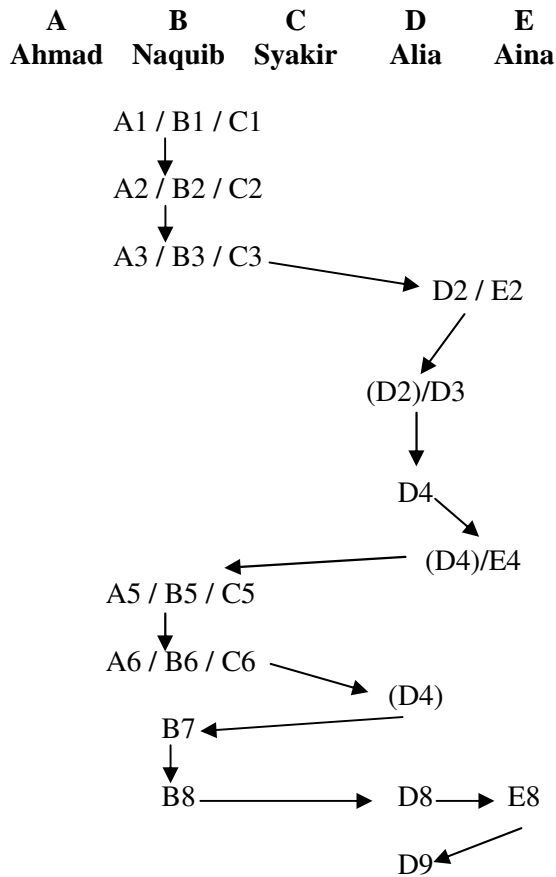 A B C D E
Ahmad Naquib Syakir Alia Aina
A1 / B1 / C1
A2 / B2 / C2
A3 / B3 / C3
D2 / E2
(D2)/D3
D4
(D4)/E4
A5 / B5 / C5
A6 / B6 / C6
(D4)
B7
B8 D8 E8
D9